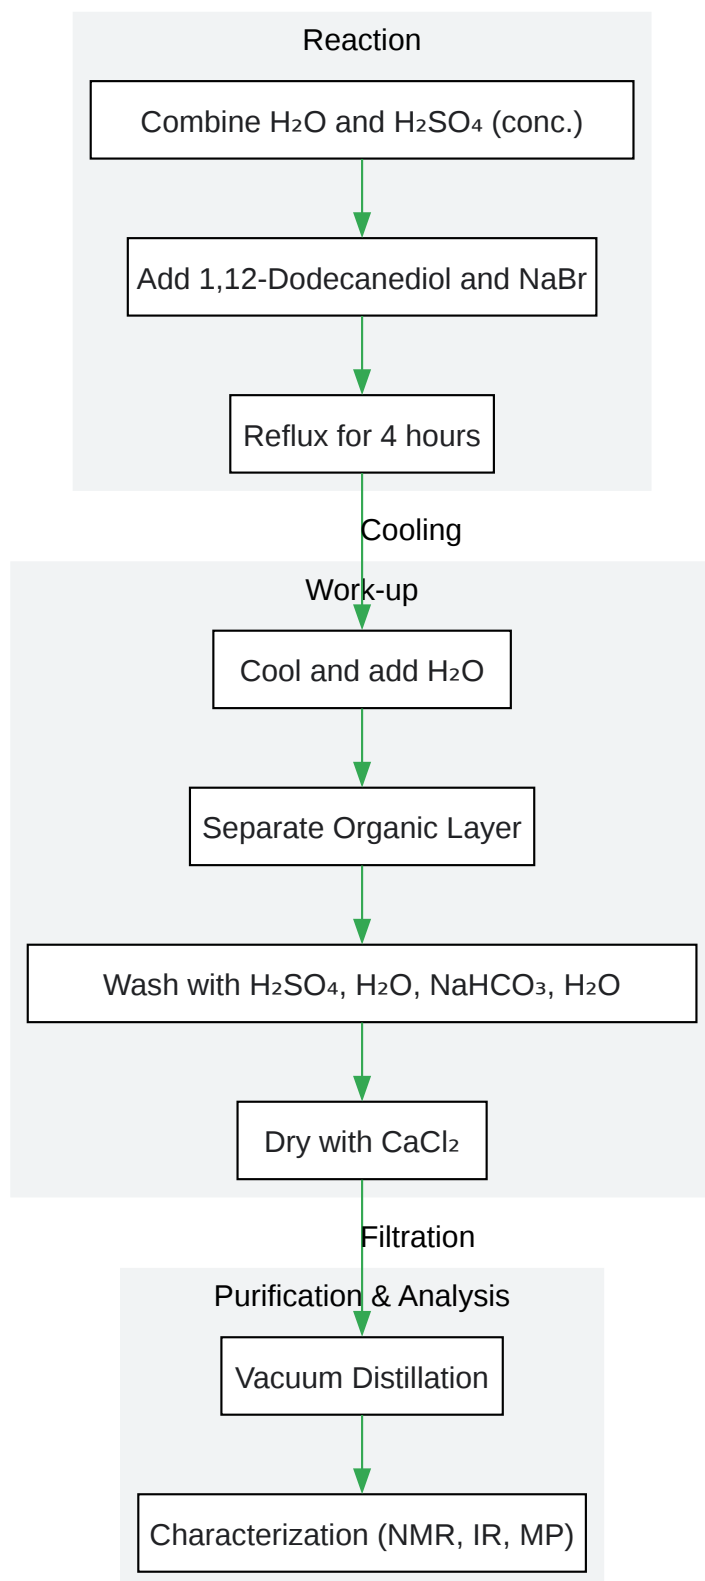 Reaction
Combine H₂O and H₂SO₄ (conc.)
Add 1,12-Dodecanediol and NaBr
Reflux for 4 hours
Cooling
Work-up
Cool and add H₂O
Separate Organic Layer
Wash with H₂SO₄, H₂O, NaHCO₃, H₂O
Dry with CaCl₂
Filtration
Purification & Analysis
Vacuum Distillation
Characterization (NMR, IR, MP)